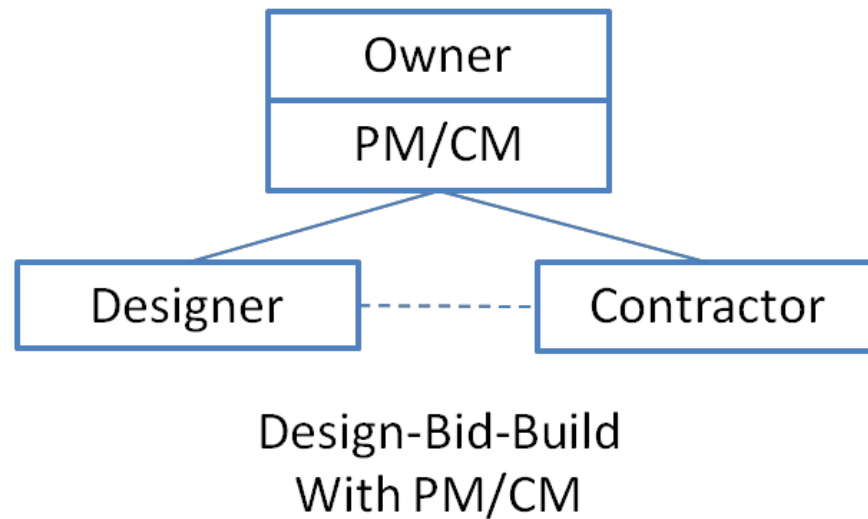 Owner
PM/CM
Designer
Contractor
Design-Bid-Build
With PM/CM